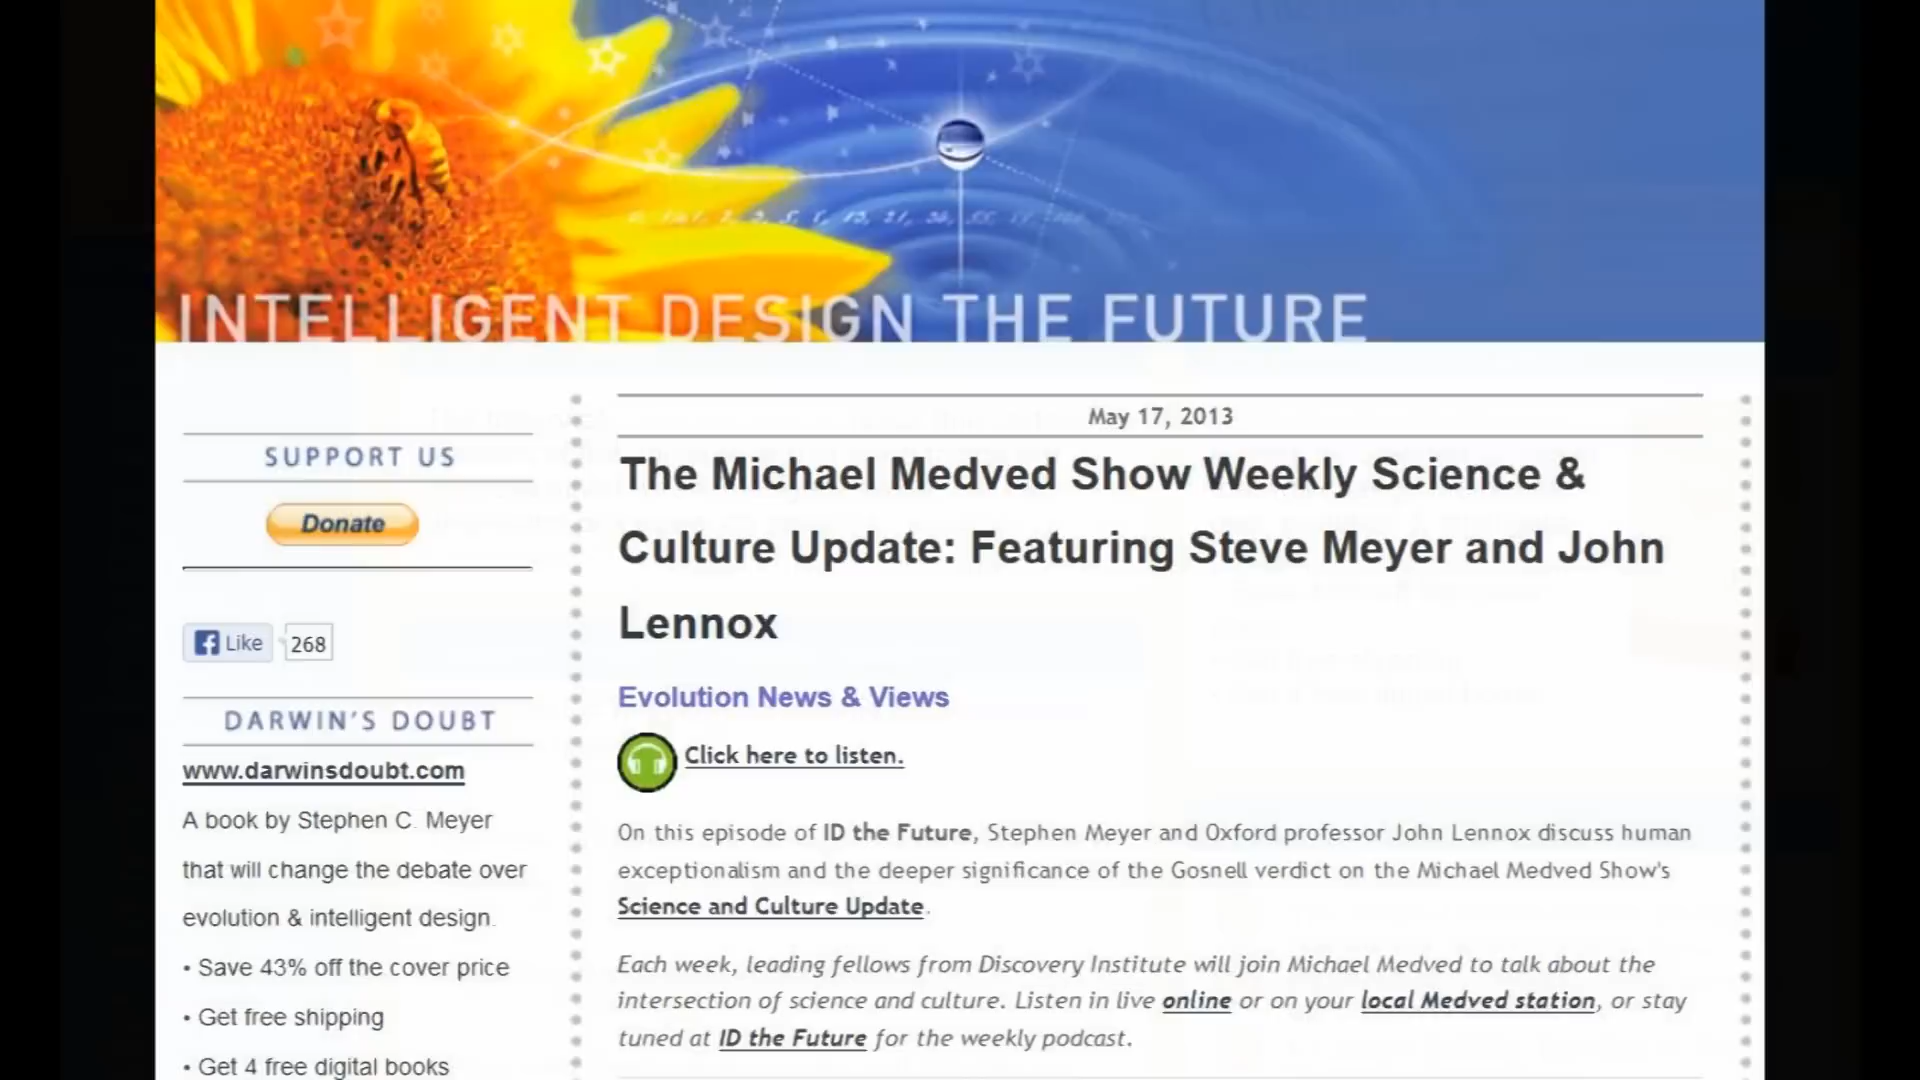 INTELLIGENT DESIGN THE FUTURE
SUPPORT US
Donate
Like 268
DARWIN'S DOUBT
www.darwinsdoubt.com
A book by Stephen C. Meyer
that will change the debate over
evolution & intelligent design.
• Save 43% off the cover price
• Get free shipping
• Get 4 free digital books
May 17, 2013
The Michael Medved Show Weekly Science &
Culture Update: Featuring Steve Meyer and John
Lennox
Evolution News & Views
Click here to listen.
On this episode of ID the Future, Stephen Meyer and Oxford professor John Lennox discuss human
exceptionalism and the deeper significance of the Gosnell verdict on the Michael Medved Show's
Science and Culture Update.
Each week, leading fellows from Discovery Institute will join Michael Medved to talk about the
intersection of science and culture. Listen in live online or on your local Medved station, or stay
tuned at ID the Future for the weekly podcast.